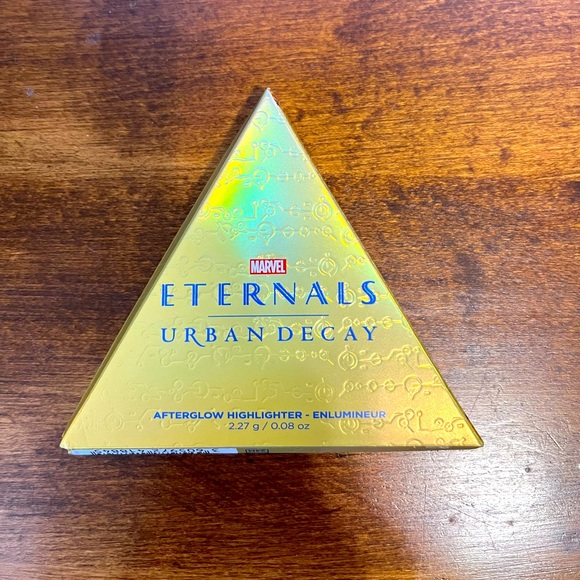 MARVEL
ETERNALS
URBAN DECAY
AFTERGLOW HIGHLIGHTER - ENLUMINEUR
2.27 g / 0.08 oz